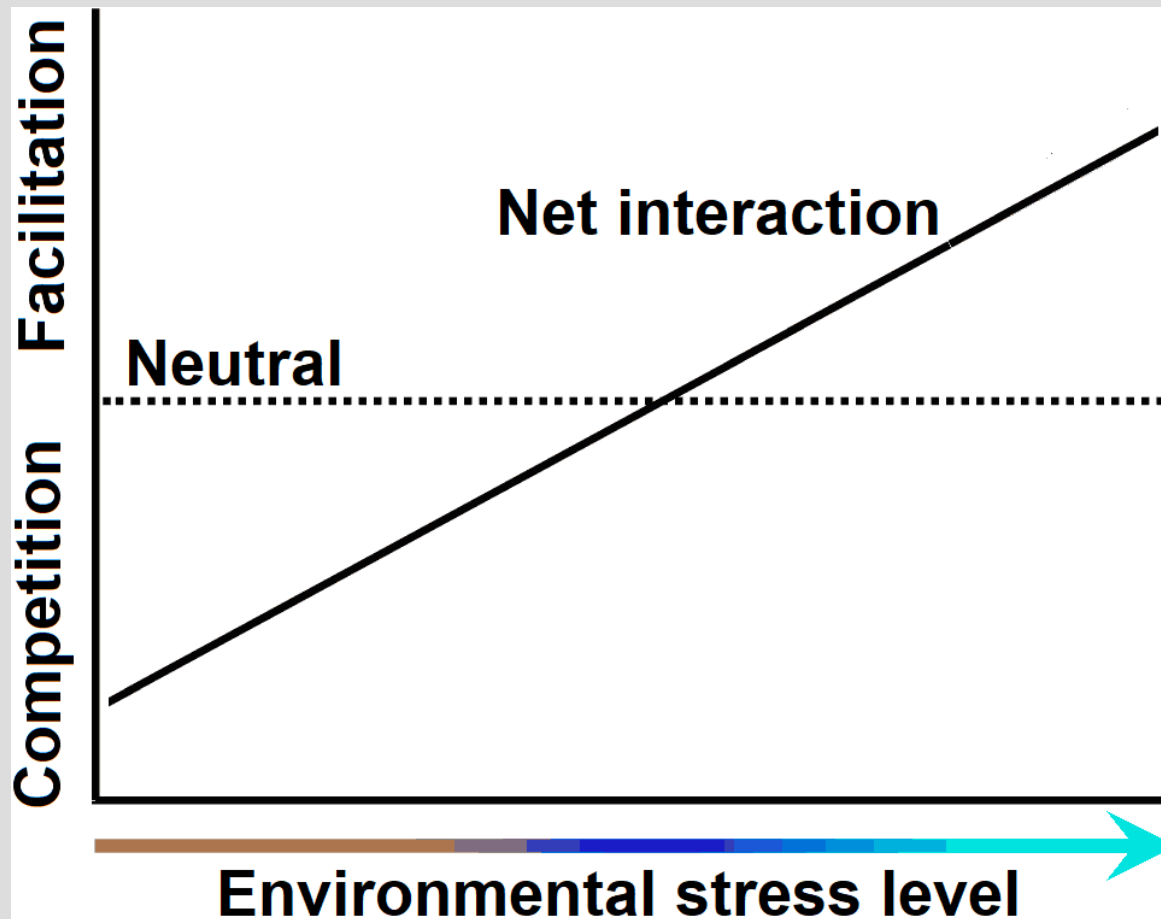 Facilitation
Net interaction
Neutral
Competition
Environmental stress level